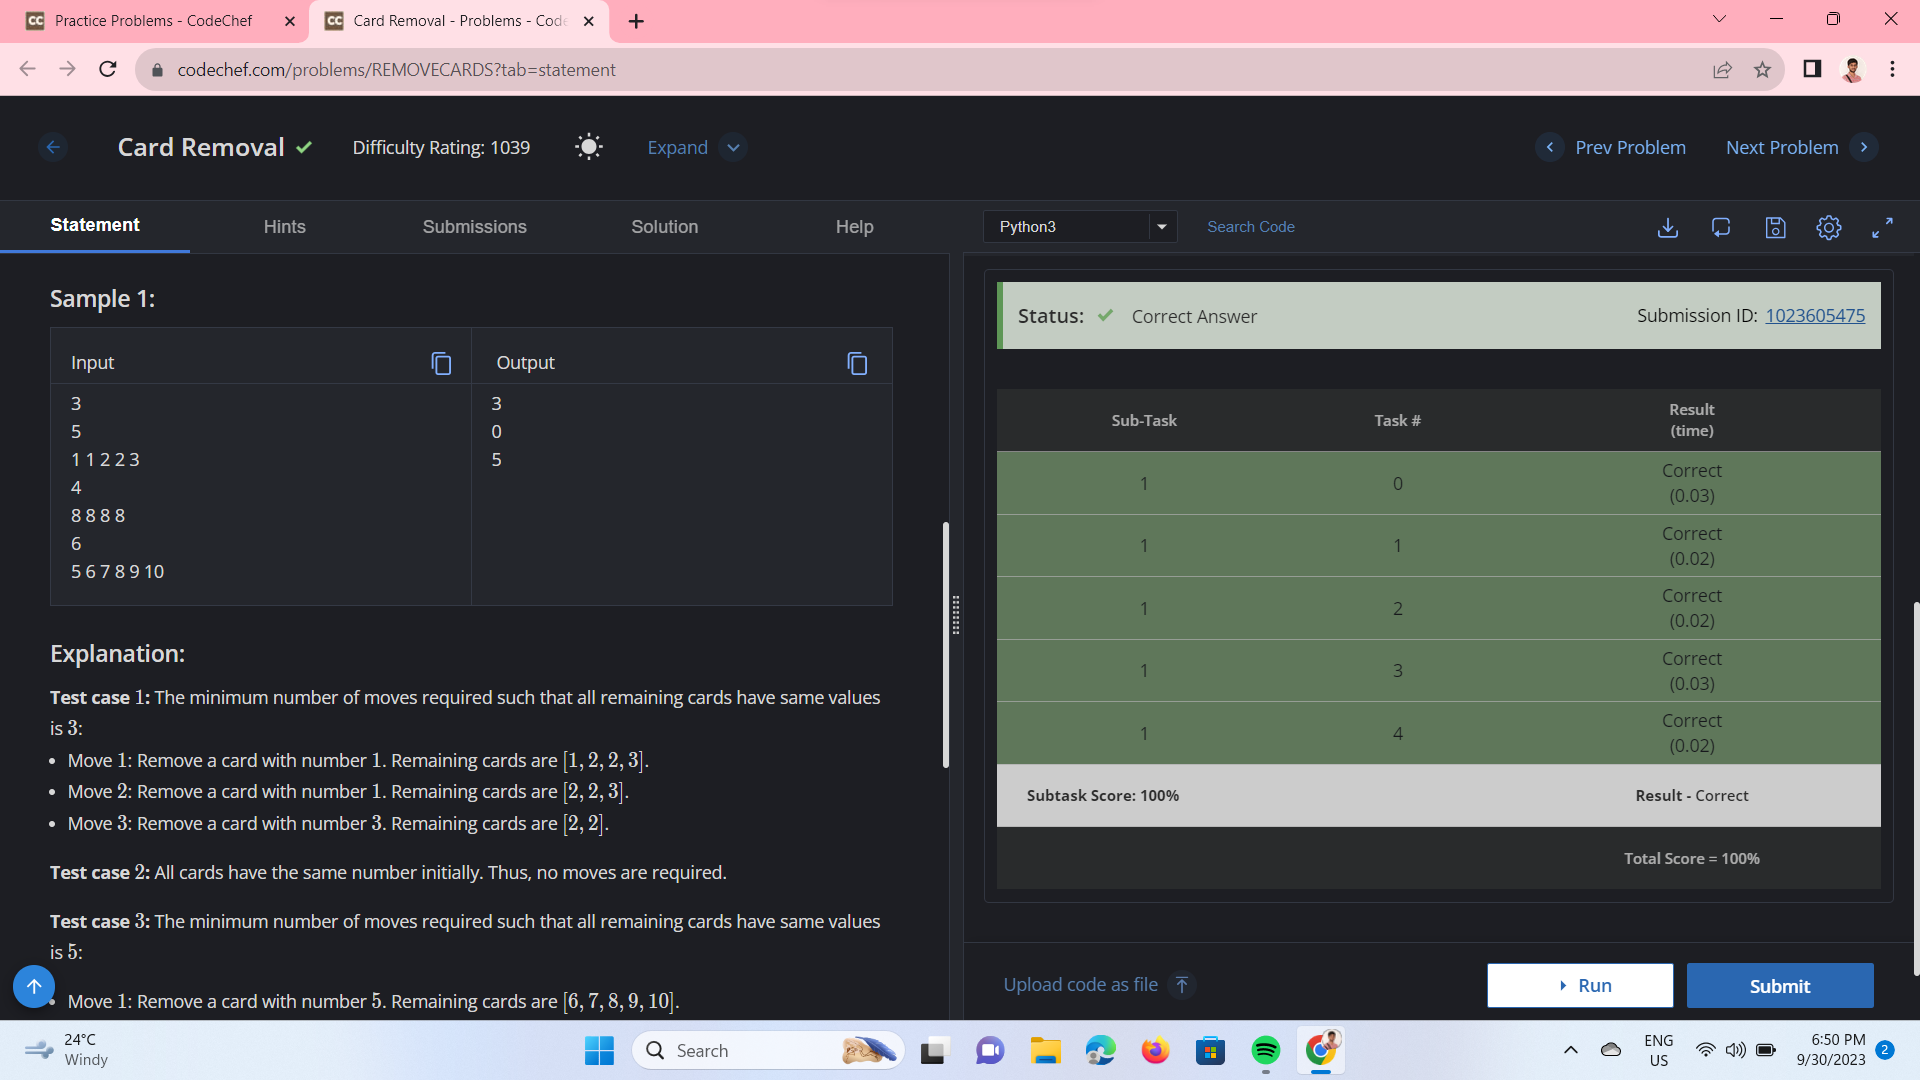 Practice Problems - CodeChef
Card Removal - Problems - Code
codechef.com/problems/REMOVECARDS?tab=statement
Card Removal
Difficulty Rating: 1039
Expand
Prev Problem
Next Problem
Statement
Hints
Submissions
Solution
Help
Python3
Search Code
Sample 1:
Input
Output
3
5
1 1 2 2 3
4
8 8 8 8
6
5 6 7 8 9 10
3
0
5
Explanation:
Test case 1: The minimum number of moves required such that all remaining cards have same values
is 3:
• Move 1: Remove a card with number 1. Remaining cards are [1, 2, 2, 3].
• Move 2: Remove a card with number 1. Remaining cards are [2, 2, 3].
• Move 3: Remove a card with number 3. Remaining cards are [2, 2].
Test case 2: All cards have the same number initially. Thus, no moves are required.
Test case 3: The minimum number of moves required such that all remaining cards have same values
is 5:
• Move 1: Remove a card with number 5. Remaining cards are [6, 7, 8, 9, 10].
Status: Correct Answer
Submission ID: 1023605475
Sub-Task Task # Result
(time)
1 0 Correct
(0.03)
1 1 Correct
(0.02)
1 2 Correct
(0.02)
1 3 Correct
(0.03)
1 4 Correct
(0.02)
Subtask Score: 100% Result - Correct
Total Score = 100%
Upload code as file
Run
Submit
24°C
Windy
Search
ENG
US
6:50 PM
9/30/2023
2